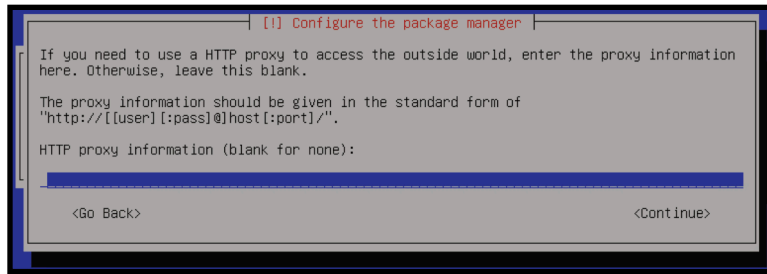 [!] Configure the package manager
If you need to use a HTTP proxy to access the outside world, enter the proxy information
here. Otherwise, leave this blank.
The proxy information should be given in the standard form of
"http://[[user][:pass]@]host[:port]/".
HTTP proxy information (blank for none):
<Go Back> <Continue>